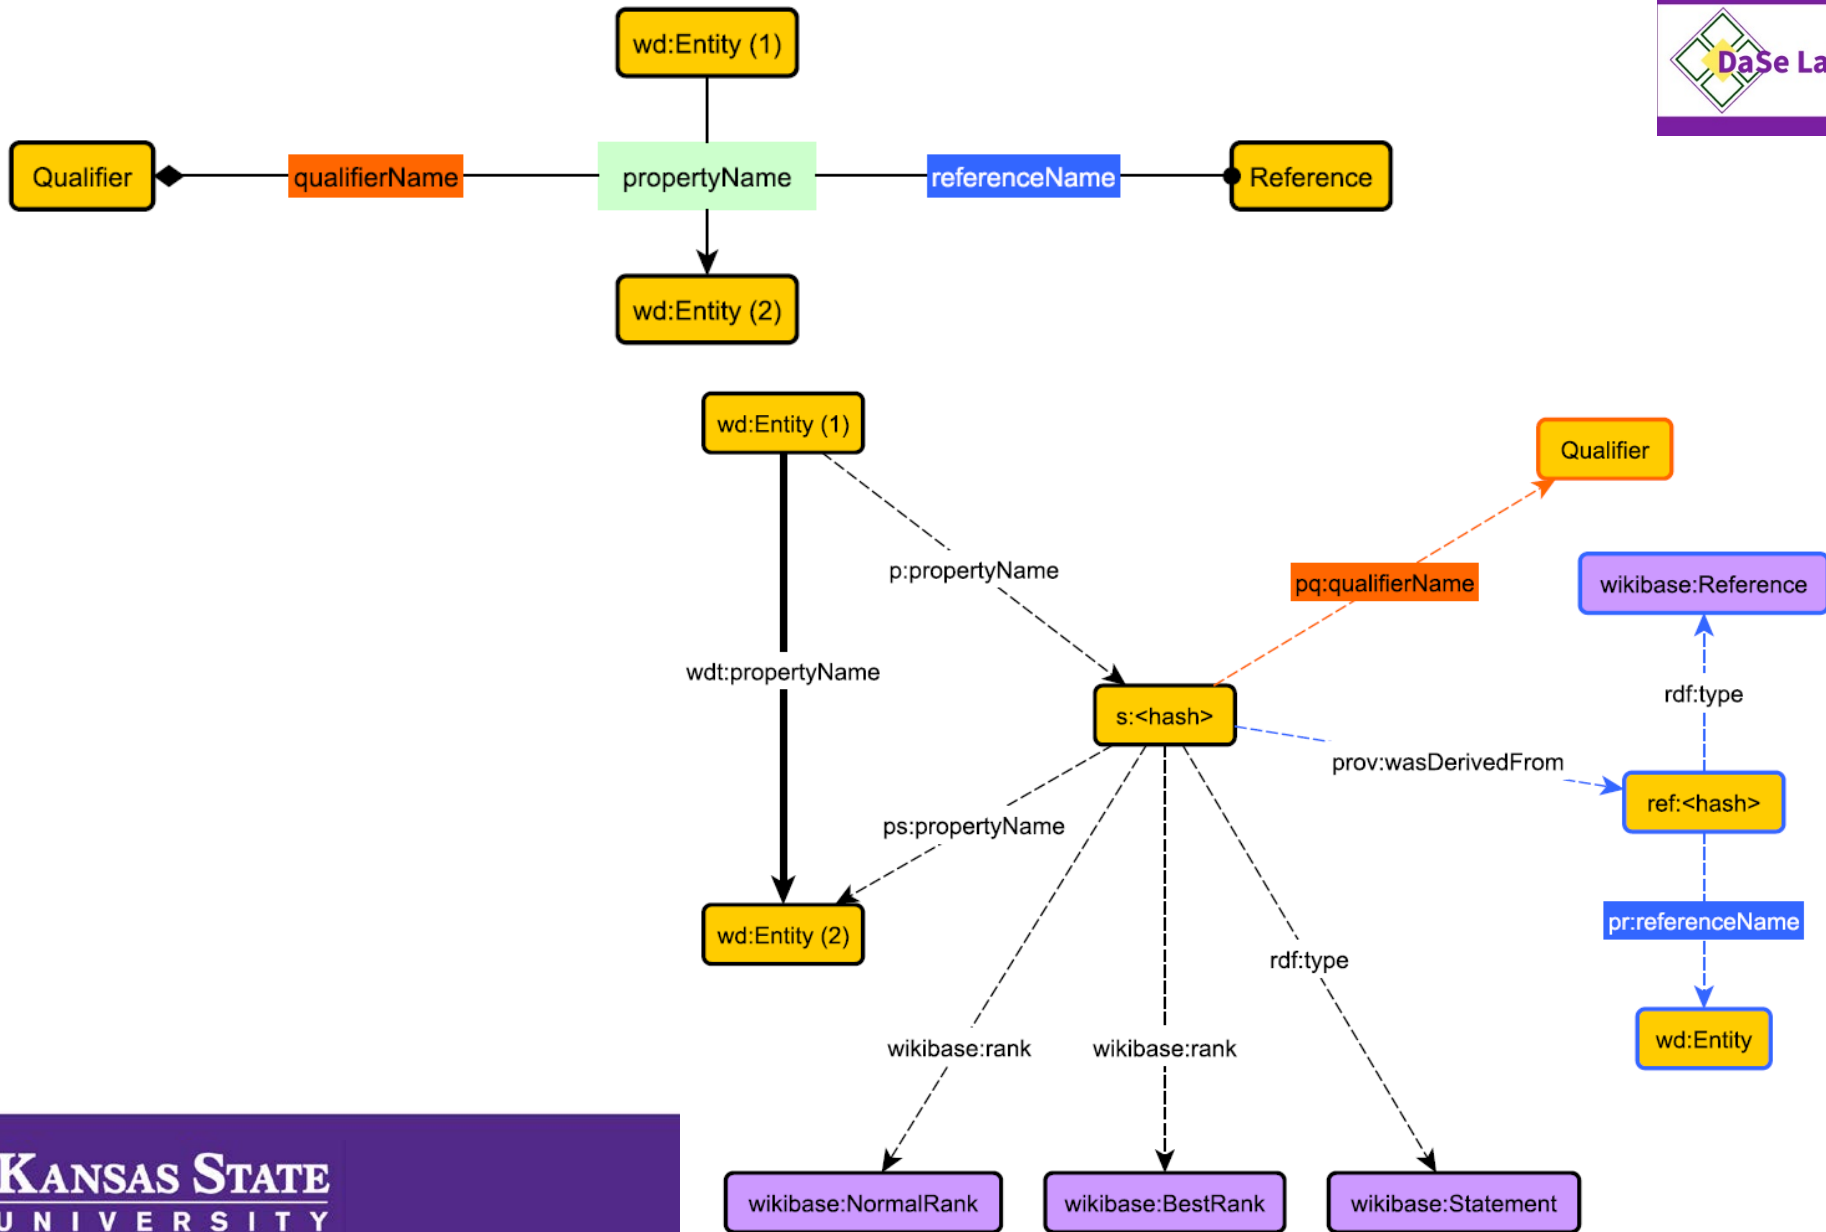 wd:Entity (1)
DaSe La
Qualifier
qualifierName
propertyName
referenceName
Reference
wd:Entity (2)
wd:Entity (1)
Qualifier
p:propertyName
pq:qualifierName
wikibase:Reference
wdt:propertyName
rdf:type
s:<hash>
prov:wasDerivedFrom
ref:<hash>
ps:propertyName
pr:referenceName
wd:Entity (2)
rdf:type
wikibase:rank
wikibase:rank
wd:Entity
wikibase:NormalRank
wikibase:BestRank
wikibase:Statement
KANSAS STATE
UNIVERSITY